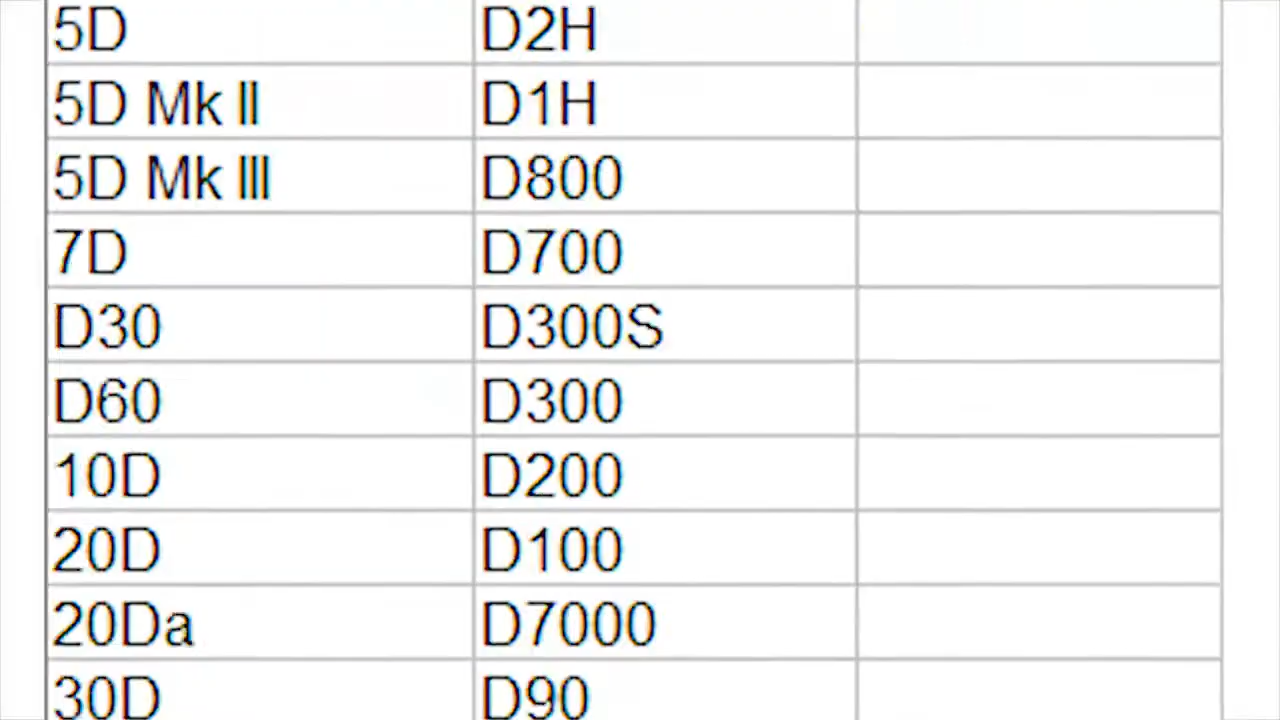 5D D2H
5D Mk II D1H
5D Mk III D800
7D D700
D30 D300S
D60 D300
10D D200
20D D100
20Da D7000
30D D90